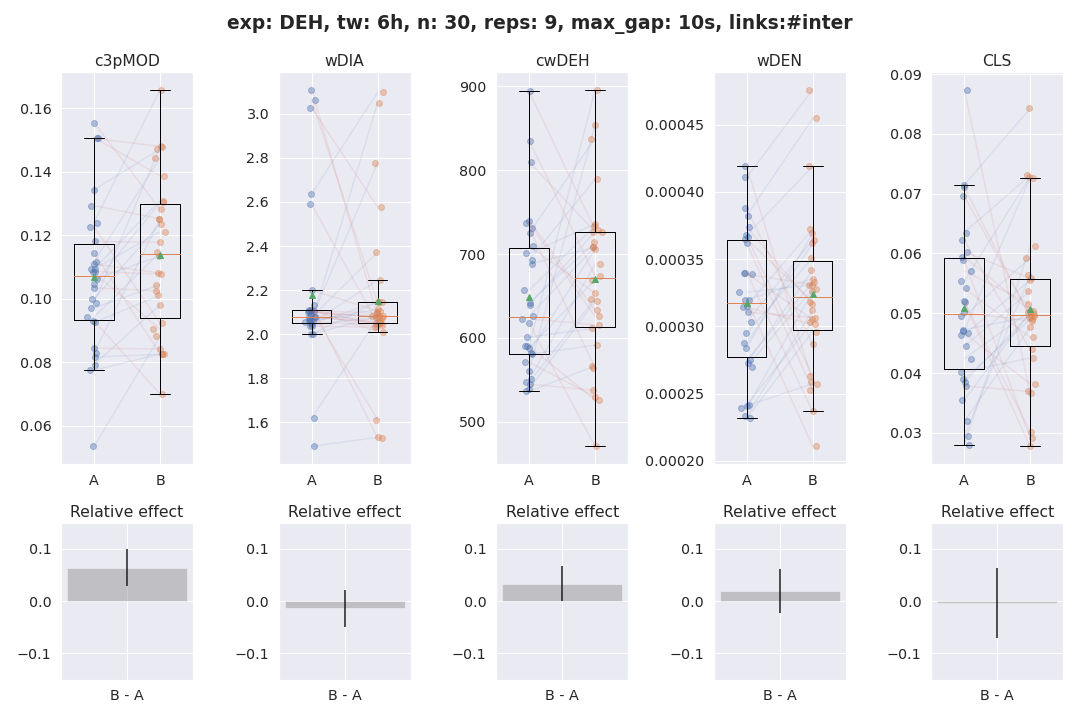 exp: DEH, tw: 6h, n: 30, reps: 9, max_gap: 10s, links:#inter
c3pMOD wDIA cwDEH wDEN CLS
0.16 0.14 0.12 0.10 0.08 0.06
3.0 2.8 2.6 2.4 2.2 2.0 1.8 1.6
900 800 700 600 500
0.00045 0.00040 0.00035 0.00030 0.00025 0.00020
0.09 0.08 0.07 0.06 0.05 0.04 0.03
A B A B A B A B A B
Relative effect Relative effect Relative effect Relative effect Relative effect
0.1 0.1 0.1 0.1 0.1
0.0 0.0 0.0 0.0 0.0
−0.1 −0.1 −0.1 −0.1 −0.1
B - A B - A B - A B - A B - A